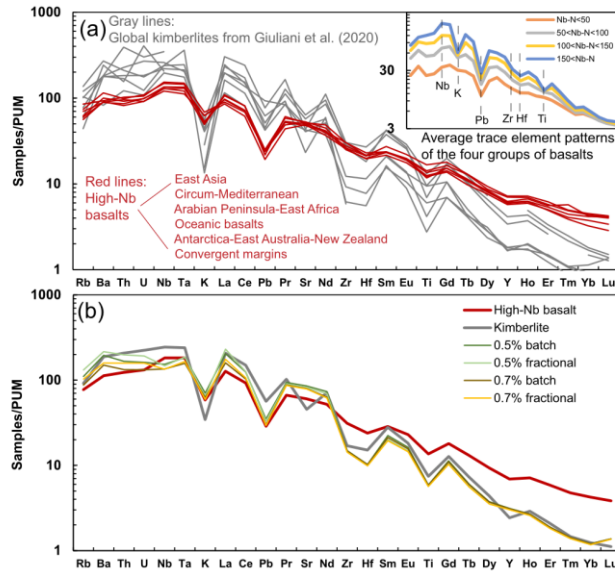 (a)
Gray lines:
Global kimberlites from Giuliani et al. (2020)
Nb-N<50
50<Nb-N<100
100<Nb-N<150
150<Nb-N
30
3
Nb
K
Pb
Zr
Hf
Ti
Average trace element patterns
of the four groups of basalts
Samples/PUM
1000
100
10
1
Red lines:
High-Nb
basalts
East Asia
Circum-Mediterranean
Arabian Peninsula-East Africa
Oceanic basalts
Antarctica-East Australia-New Zealand
Convergent margins
Rb Ba Th U Nb Ta K La Ce Pb Pr Sr Nd Zr Hf Sm Eu Ti Gd Tb Dy Y Ho Er Tm Yb Lu
(b)
High-Nb basalt
Kimberlite
0.5% batch
0.5% fractional
0.7% batch
0.7% fractional
Samples/PUM
1000
100
10
1
Rb Ba Th U Nb Ta K La Ce Pb Pr Sr Nd Zr Hf Sm Eu Ti Gd Tb Dy Y Ho Er Tm Yb Lu